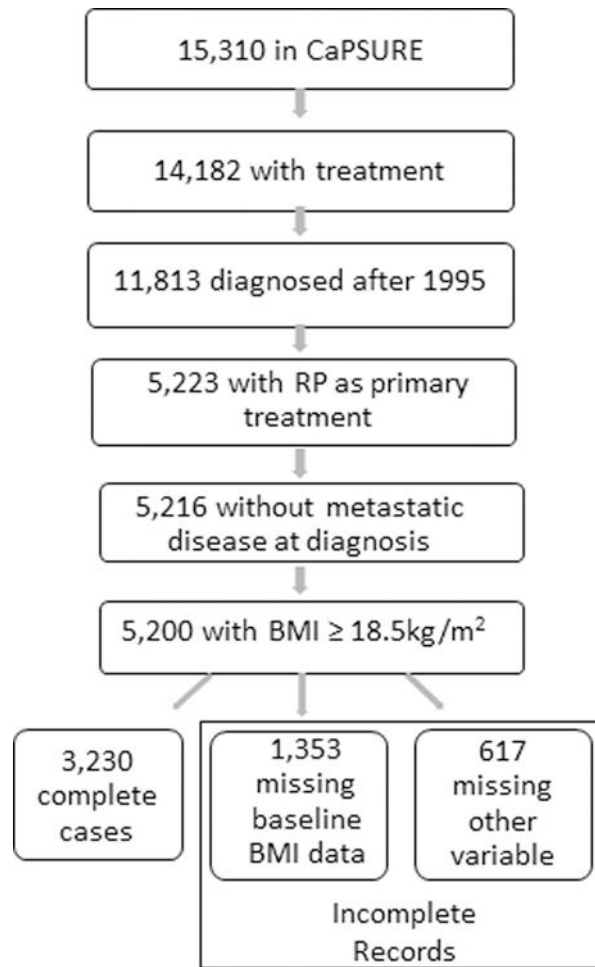 15,310 in CaPSURE
14,182 with treatment
11,813 diagnosed after 1995
5,223 with RP as primary
treatment
5,216 without metastatic
disease at diagnosis
5,200 with BMI ≥ 18.5kg/m²
3,230
complete
cases
1,353
missing
baseline
BMI data
617
missing
other
variable
Incomplete
Records